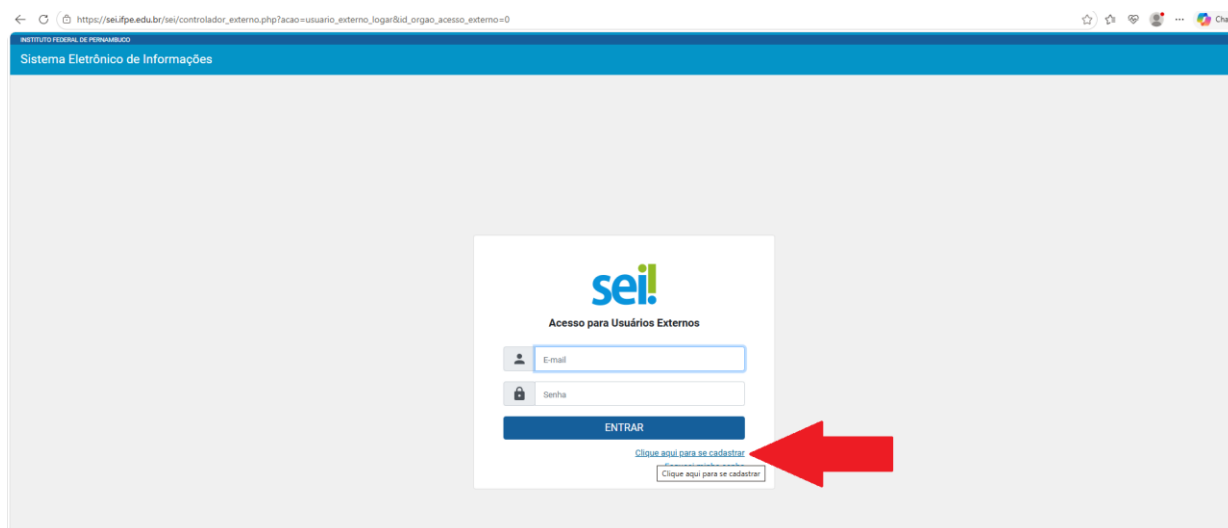 https://sei.ifpe.edu.br/sei/controlador_externo.php?acao=usuario_externo_logar&id_orgao_acesso_externo=0
Cha
INSTITUTO FEDERAL DE PERNAMBUCO
Sistema Eletrônico de Informações
sei!
Acesso para Usuários Externos
E-mail
Senha
ENTRAR
Clique aqui para se cadastrar
Clique aqui para se cadastrar